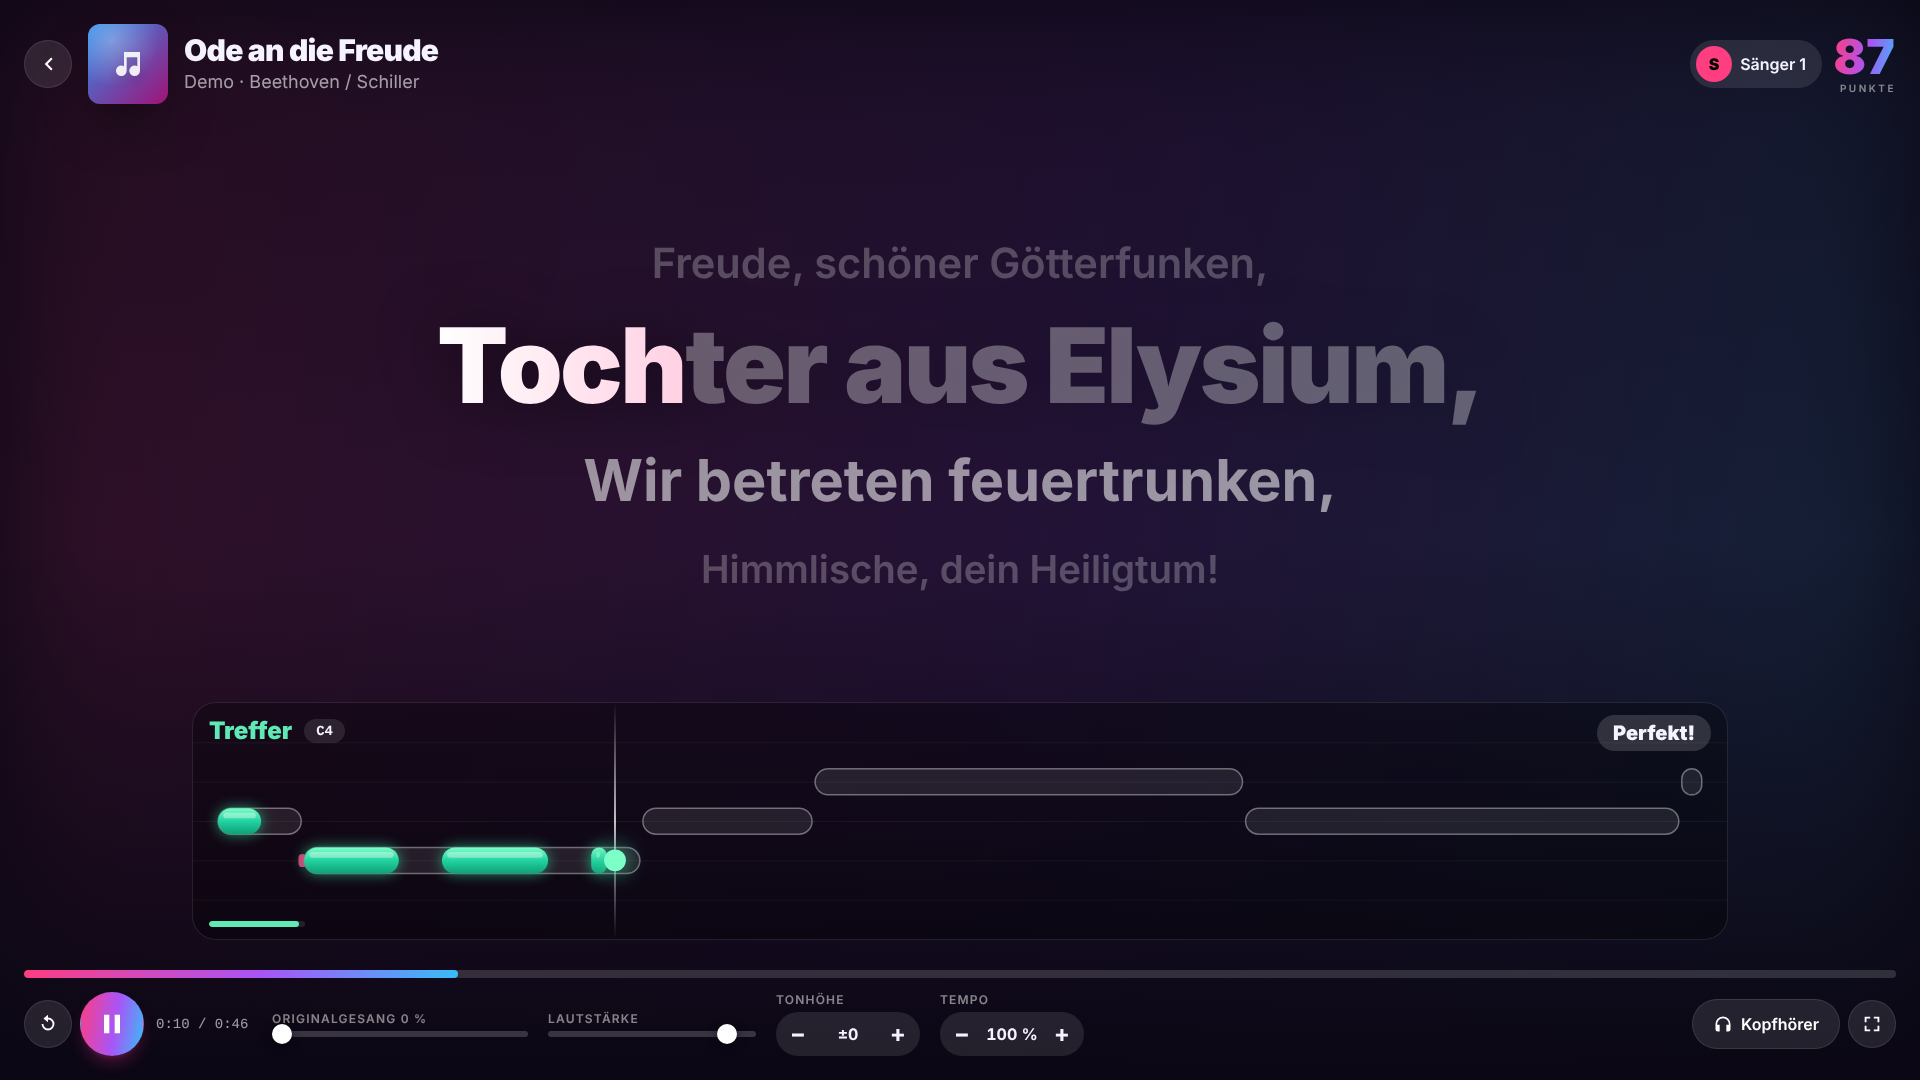 Ode an die Freude
Demo · Beethoven / Schiller
S Sänger 1
87
PUNKTE
Freude, schöner Götterfunken,
Tochter aus Elysium,
Wir betreten feuertrunken,
Himmlische, dein Heiligtum!
Treffer C4
Perfekt!
0:10 / 0:46
ORIGINALGESANG 0 %
LAUTSTÄRKE
TONHÖHE
− ±0 +
TEMPO
− 100 % +
Kopfhörer